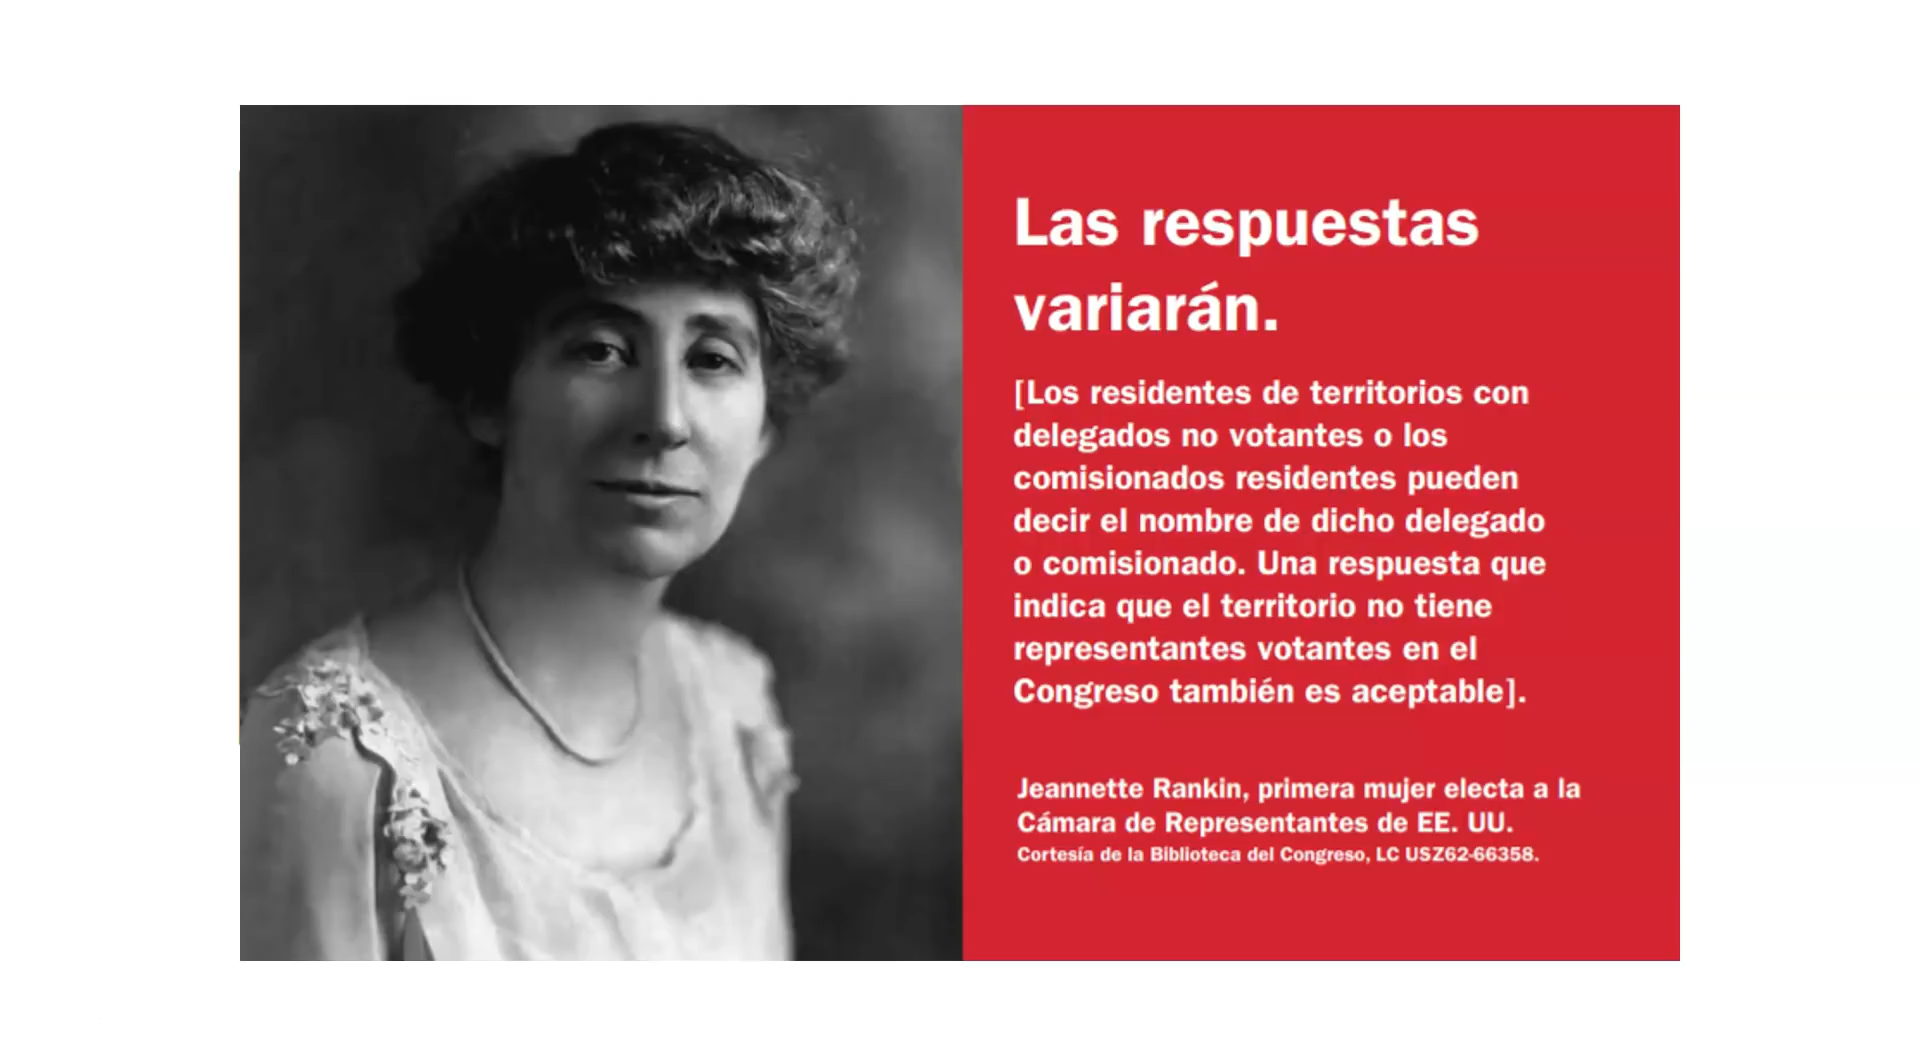 Las respuestas
variarán.
[Los residentes de territorios con
delegados no votantes o los
comisionados residentes pueden
decir el nombre de dicho delegado
o comisionado. Una respuesta que
indica que el territorio no tiene
representantes votantes en el
Congreso también es aceptable].
Jeannette Rankin, primera mujer electa a la
Cámara de Representantes de EE. UU.
Cortesía de la Biblioteca del Congreso, LC USZ62-66358.